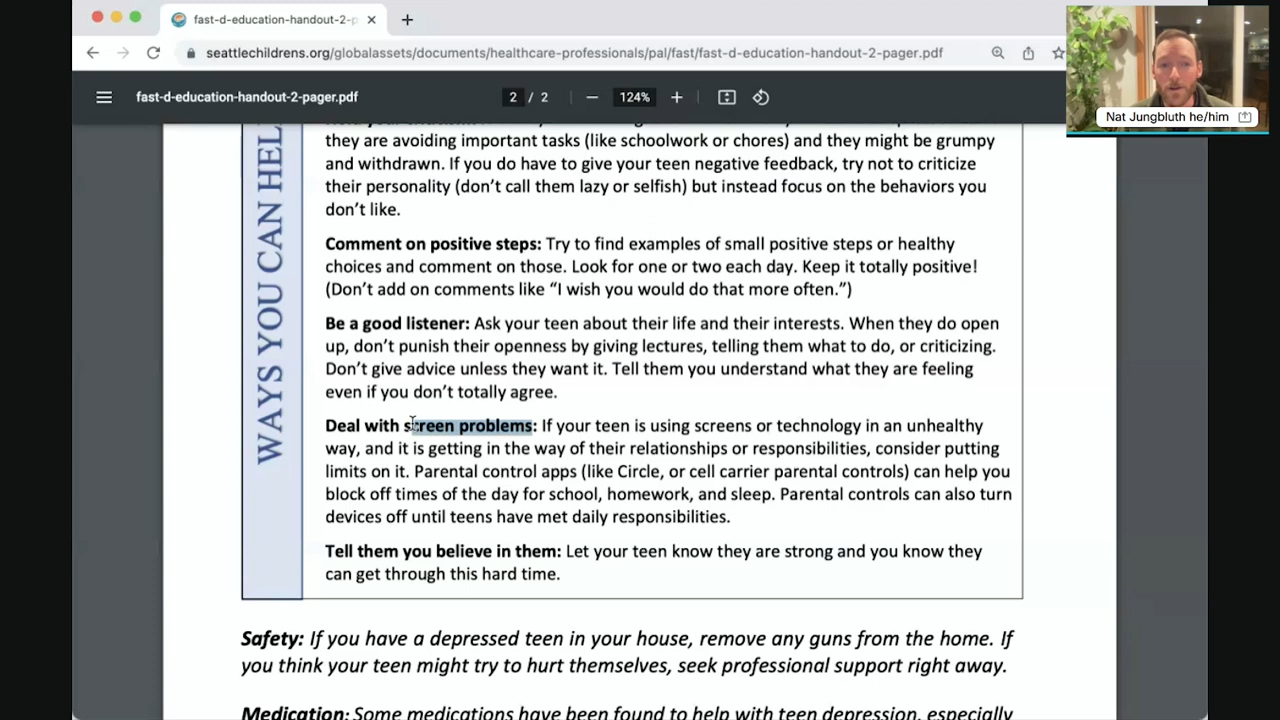 fast-d-education-handout-2-p
seattlechildrens.org/globalassets/documents/healthcare-professionals/pal/fast/fast-d-education-handout-2-pager.pdf
Nat Jungbluth he/him
fast-d-education-handout-2-pager.pdf
2 / 2
124%
WAYS YOU CAN HEL
they are avoiding important tasks (like schoolwork or chores) and they might be grumpy
and withdrawn. If you do have to give your teen negative feedback, try not to criticize
their personality (don't call them lazy or selfish) but instead focus on the behaviors you
don't like.
Comment on positive steps: Try to find examples of small positive steps or healthy
choices and comment on those. Look for one or two each day. Keep it totally positive!
(Don't add on comments like "I wish you would do that more often.")
Be a good listener: Ask your teen about their life and their interests. When they do open
up, don't punish their openness by giving lectures, telling them what to do, or criticizing.
Don't give advice unless they want it. Tell them you understand what they are feeling
even if you don't totally agree.
Deal with screen problems: If your teen is using screens or technology in an unhealthy
way, and it is getting in the way of their relationships or responsibilities, consider putting
limits on it. Parental control apps (like Circle, or cell carrier parental controls) can help you
block off times of the day for school, homework, and sleep. Parental controls can also turn
devices off until teens have met daily responsibilities.
Tell them you believe in them: Let your teen know they are strong and you know they
can get through this hard time.
Safety: If you have a depressed teen in your house, remove any guns from the home. If
you think your teen might try to hurt themselves, seek professional support right away.
Medication: Some medications have been found to help with teen depression, especially